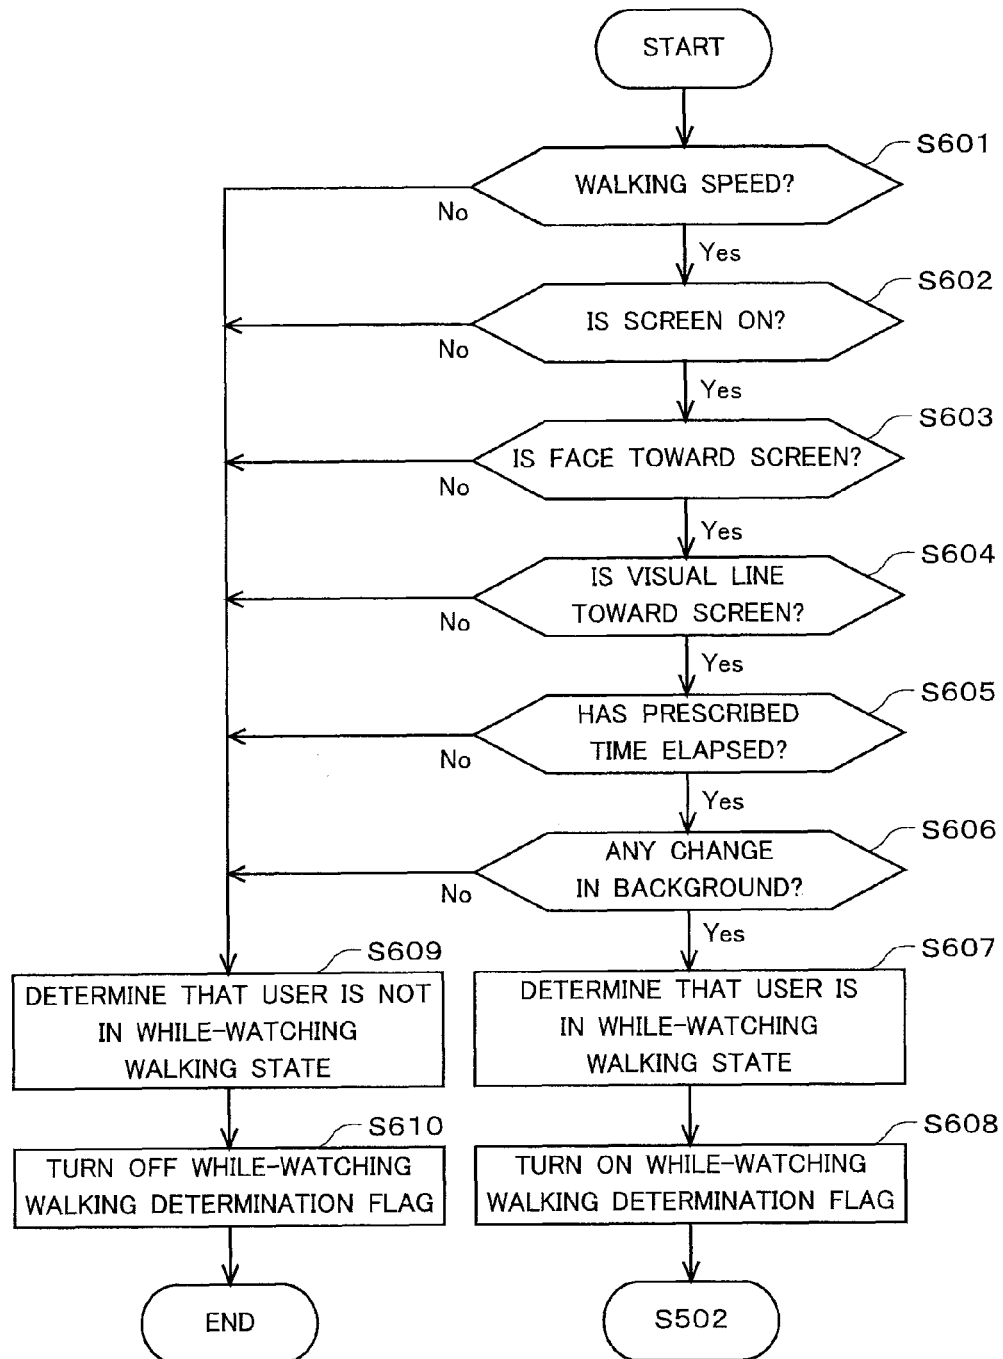 START
S601
WALKING SPEED?
No
Yes
S602
IS SCREEN ON?
No
Yes
S603
IS FACE TOWARD SCREEN?
No
Yes
S604
IS VISUAL LINE
TOWARD SCREEN?
No
Yes
S605
HAS PRESCRIBED
TIME ELAPSED?
No
Yes
S606
ANY CHANGE
IN BACKGROUND?
No
Yes
S609
DETERMINE THAT USER IS NOT
IN WHILE-WATCHING
WALKING STATE
S607
DETERMINE THAT USER IS
IN WHILE-WATCHING
WALKING STATE
S610
TURN OFF WHILE-WATCHING
WALKING DETERMINATION FLAG
S608
TURN ON WHILE-WATCHING
WALKING DETERMINATION FLAG
END
S502